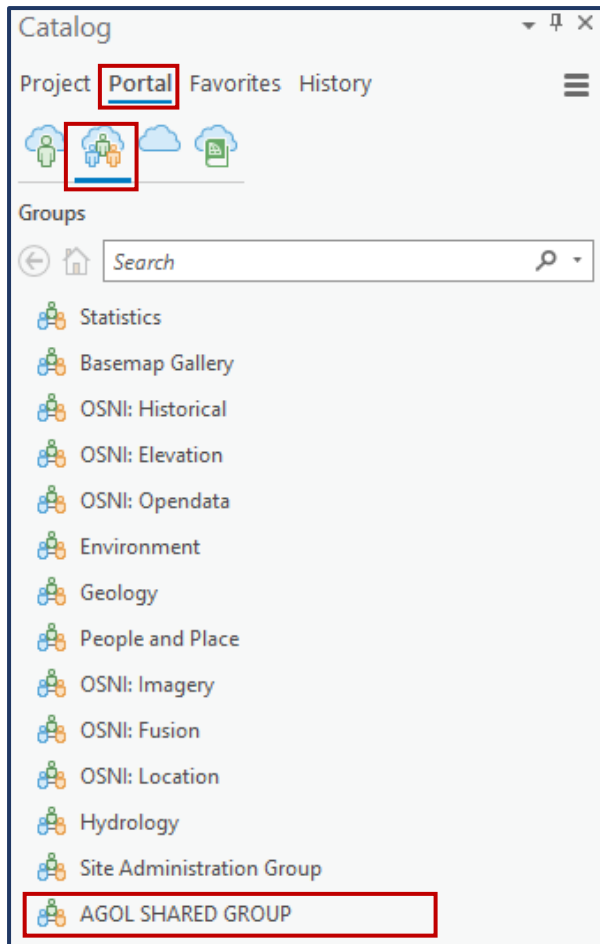 Catalog
Project Portal Favorites History
Groups
Search
Statistics
Basemap Gallery
OSNI: Historical
OSNI: Elevation
OSNI: Opendata
Environment
Geology
People and Place
OSNI: Imagery
OSNI: Fusion
OSNI: Location
Hydrology
Site Administration Group
AGOL SHARED GROUP